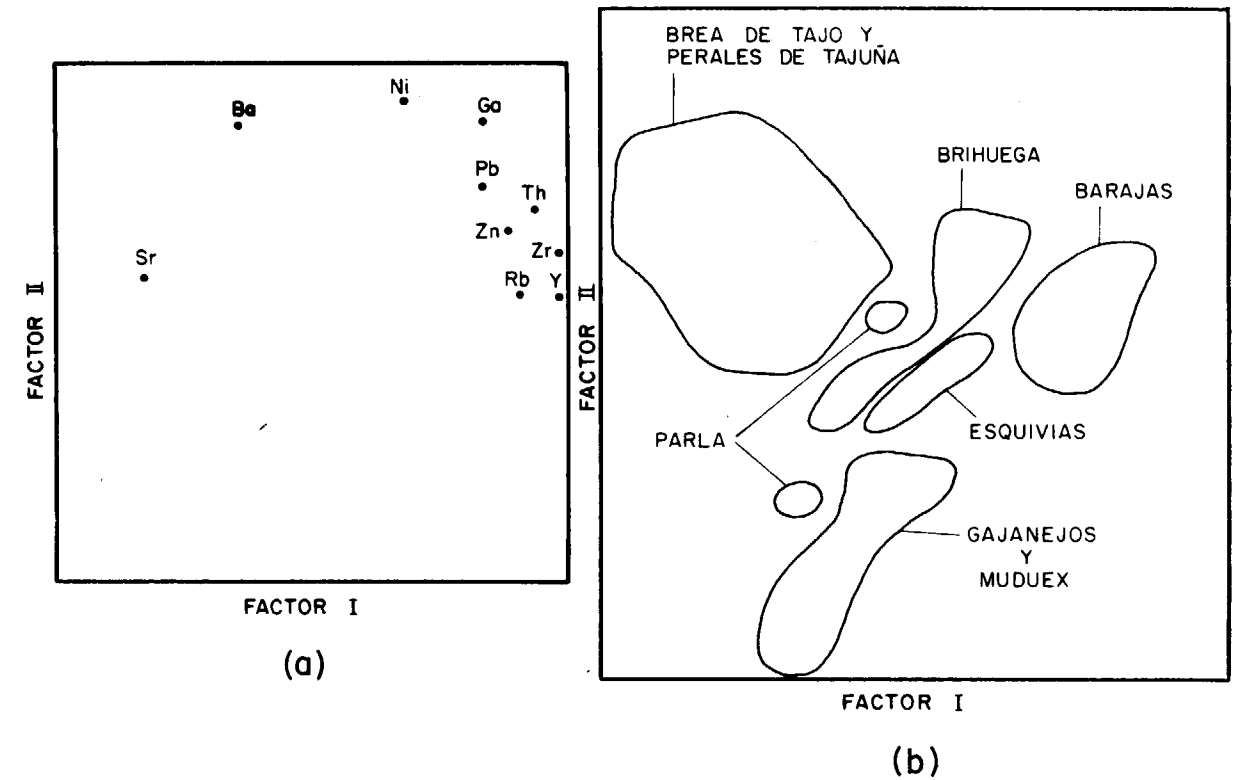 Ni
Ba
Ga
Pb
Th
Zn
Zr
Sr
Rb
Y
FACTOR II
FACTOR I
(a)
BREA DE TAJO Y
PERALES DE TAJUÑA
BRIHUEGA
BARAJAS
PARLA
ESQUIVIAS
GAJANEJOS
Y
MUDUEX
FACTOR II
FACTOR I
(b)